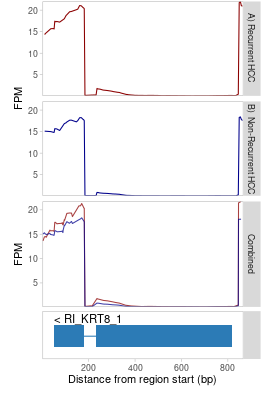 20
15
10
5
FPM
A) Recurrent HCC
20
15
10
5
B) Non-Recurrent HCC
20
15
10
5
FPM
Combined
< RI_KRT8_1
200 400 600 800
Distance from region start (bp)